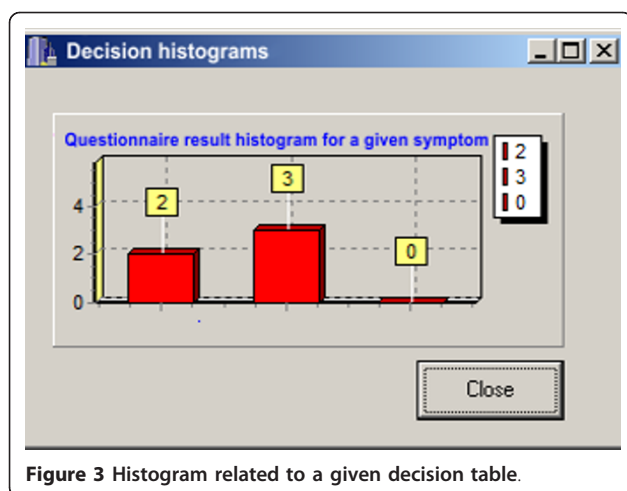 Decision histograms
Questionnaire result histogram for a given symptom
2
3
0
4
2
0
2
3
0
Close
Figure 3 Histogram related to a given decision table.